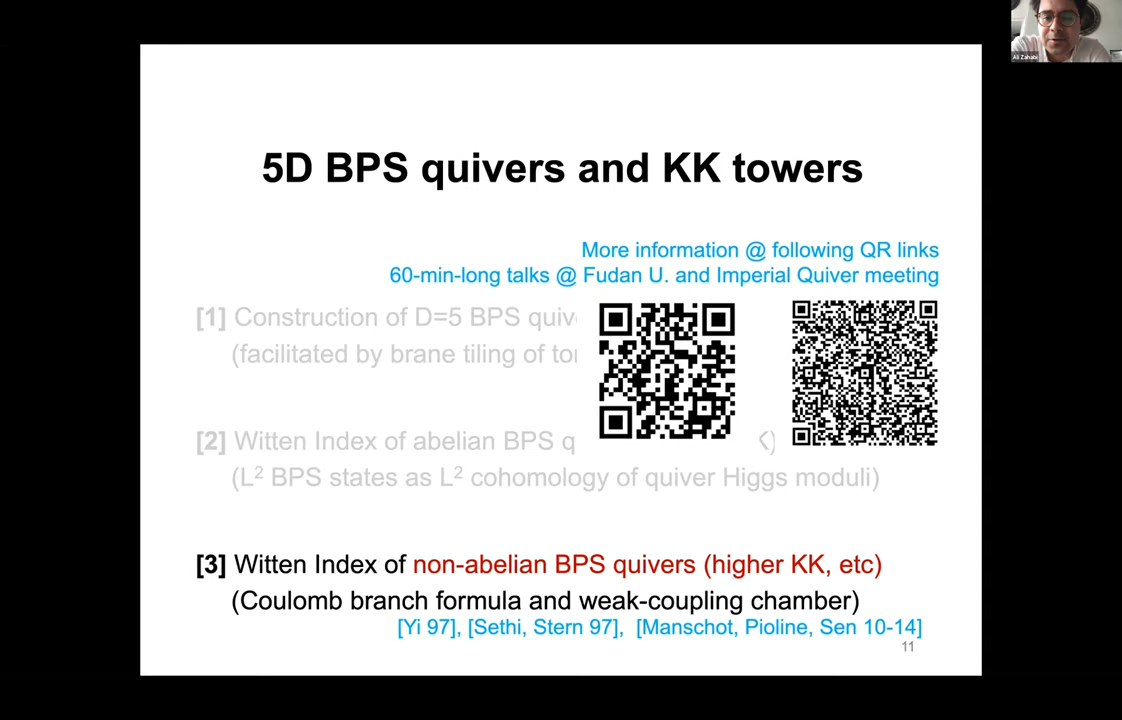 Ali Zahabi
5D BPS quivers and KK towers
More information @ following QR links
60-min-long talks @ Fudan U. and Imperial Quiver meeting
[1] Construction of D=5 BPS
(facilitated by brane tiling of
[2] Witten Index of abelian BPS
(L² BPS states as L² cohomology of quiver Higgs moduli)
[3] Witten Index of non-abelian BPS quivers (higher KK, etc)
(Coulomb branch formula and weak-coupling chamber)
[Yi 97], [Sethi, Stern 97], [Manschot, Pioline, Sen 10-14]
11